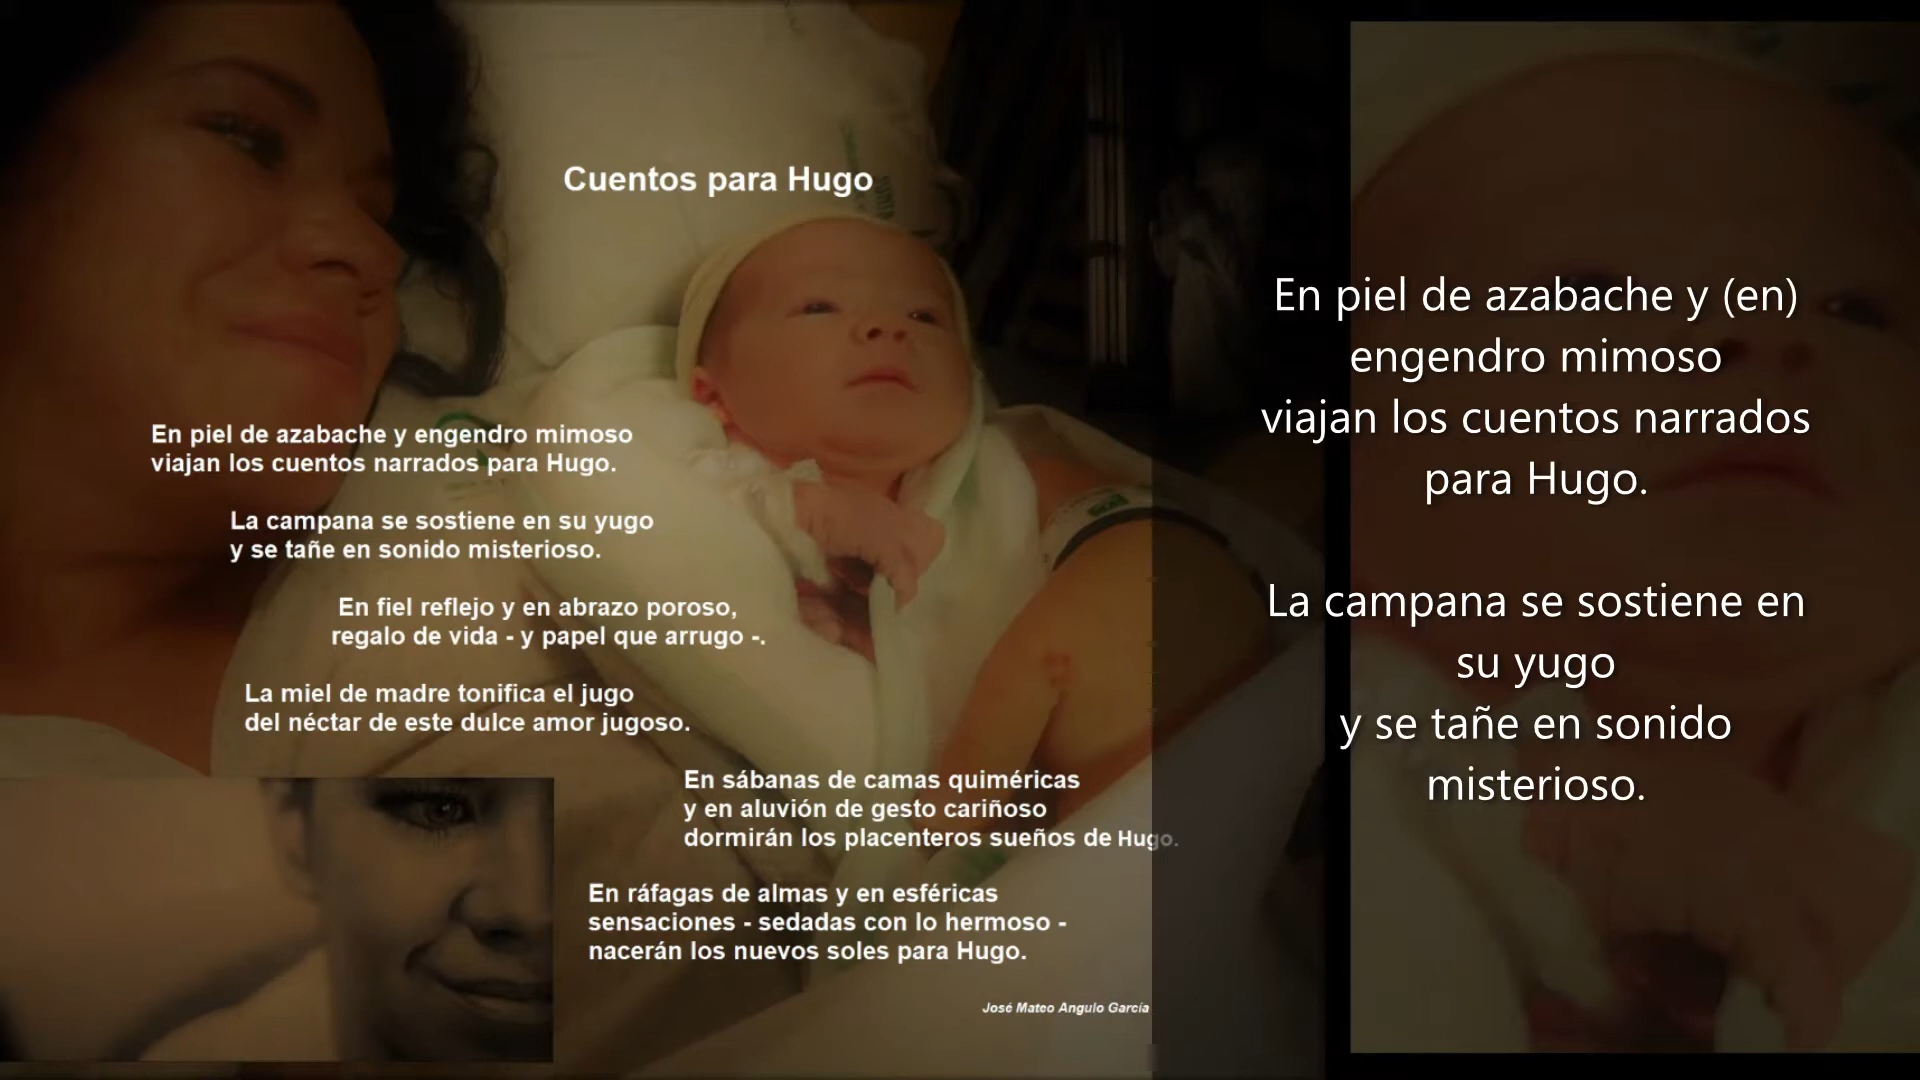 Cuentos para Hugo
En piel de azabache y engendro mimoso
viajan los cuentos narrados para Hugo.
La campana se sostiene en su yugo
y se tañe en sonido misterioso.
En fiel reflejo y en abrazo poroso,
regalo de vida - y papel que arrugo -.
La miel de madre tonifica el jugo
del néctar de este dulce amor jugoso.
En sábanas de camas quiméricas
y en aluvión de gesto cariñoso
dormirán los placenteros sueños de Hugo.
En ráfagas de almas y en esféricas
sensaciones - sedadas con lo hermoso -
nacerán los nuevos soles para Hugo.
José Mateo Angulo García
En piel de azabache y (en)
engendro mimoso
viajan los cuentos narrados
para Hugo.
La campana se sostiene en
su yugo
y se tañe en sonido
misterioso.